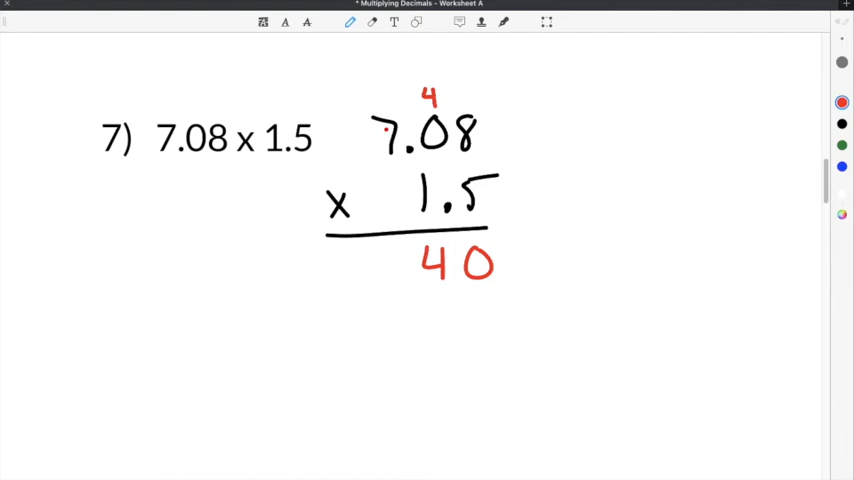 * Multiplying Decimals - Worksheet A
A A T
4
7) 7.08 x 1.5 7.08
x 1.5
40